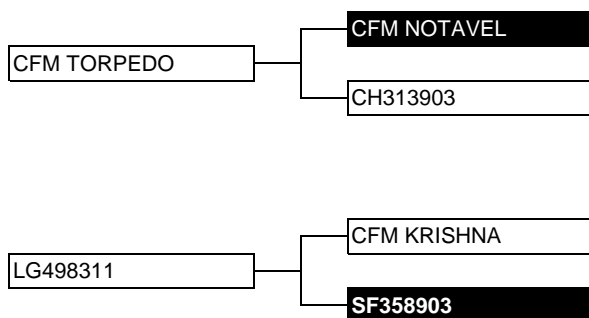 CFM NOTAVEL
CFM TORPEDO
CH313903
CFM KRISHNA
LG498311
SF358903